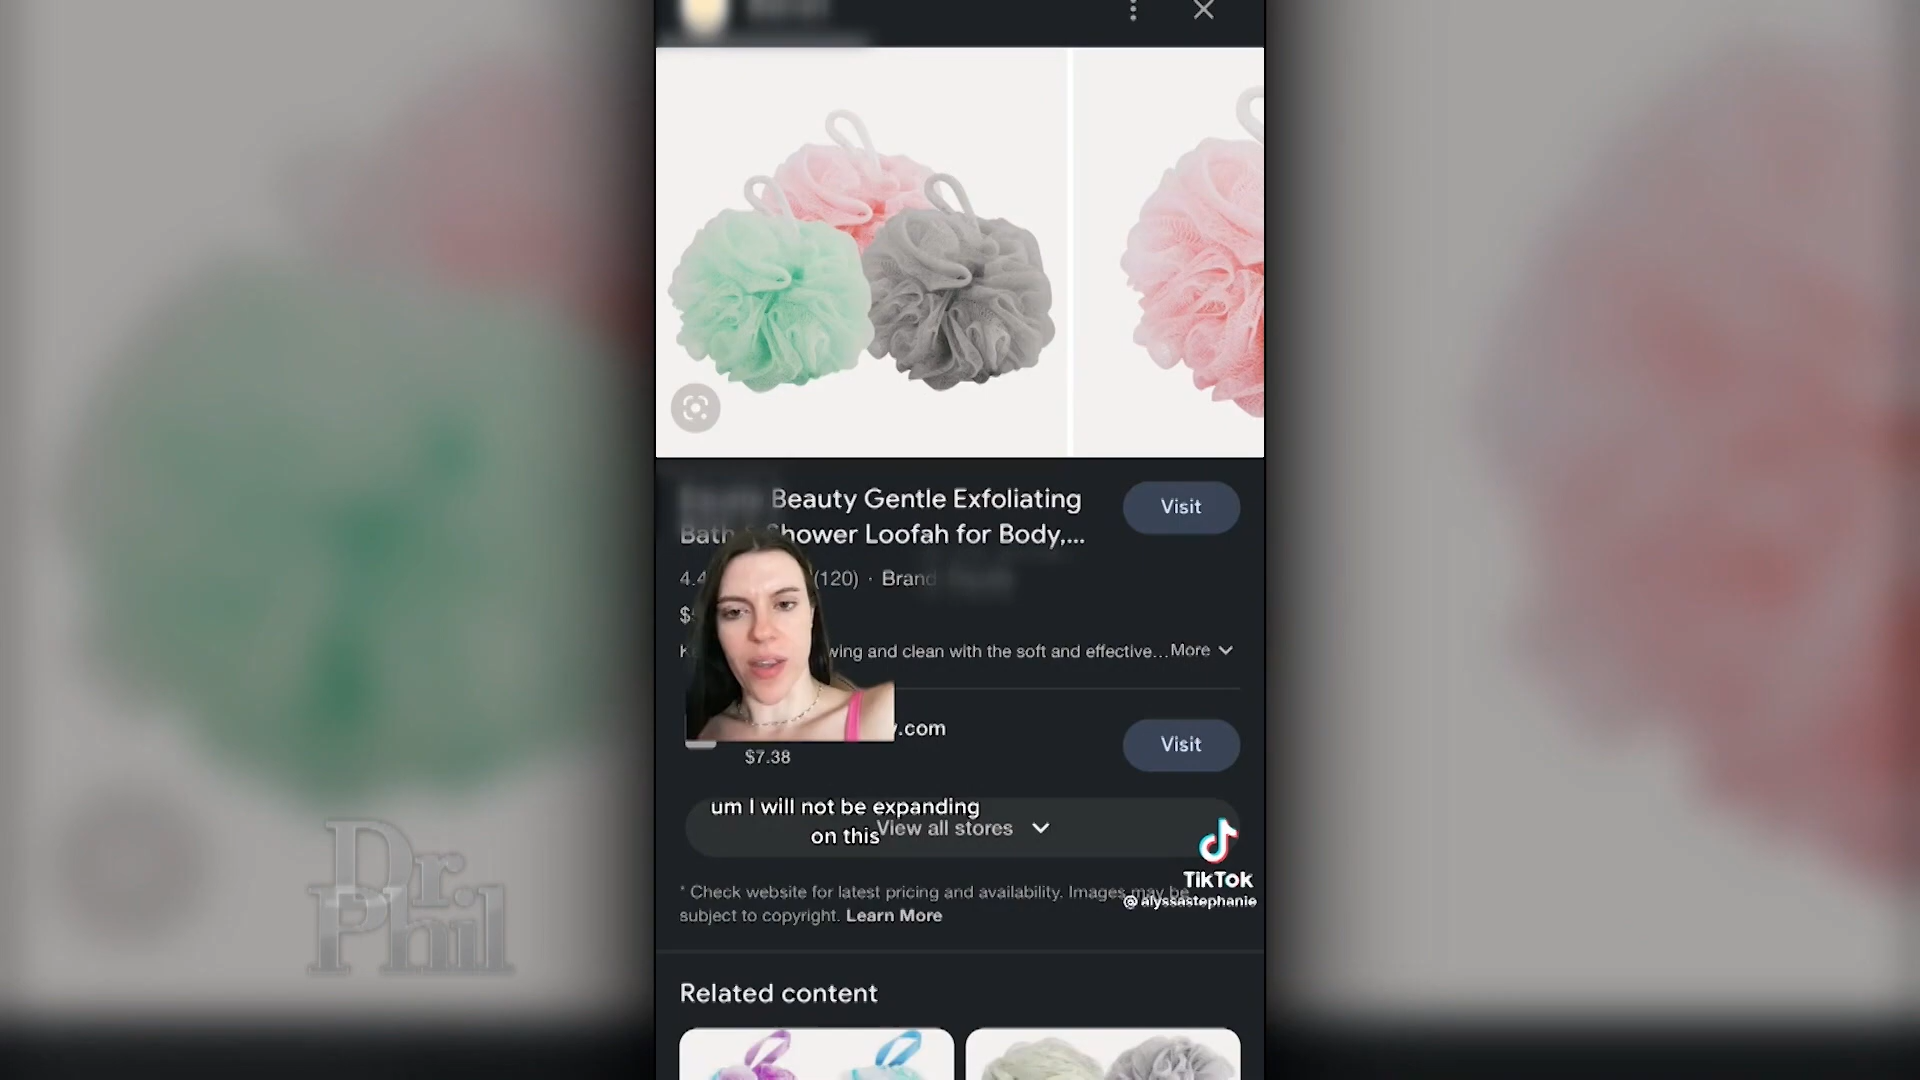 Beauty Gentle Exfoliating
Visit
Bath & Shower Loofah for Body,...
4.4 (120) · Brand
$
wing and clean with the soft and effective... More
.com
$7.38
Visit
um I will not be expanding
on this
View all stores
TikTok
@alyssastephanie
* Check website for latest pricing and availability. Images may be
subject to copyright. Learn More
Related content
Dr.
Phil